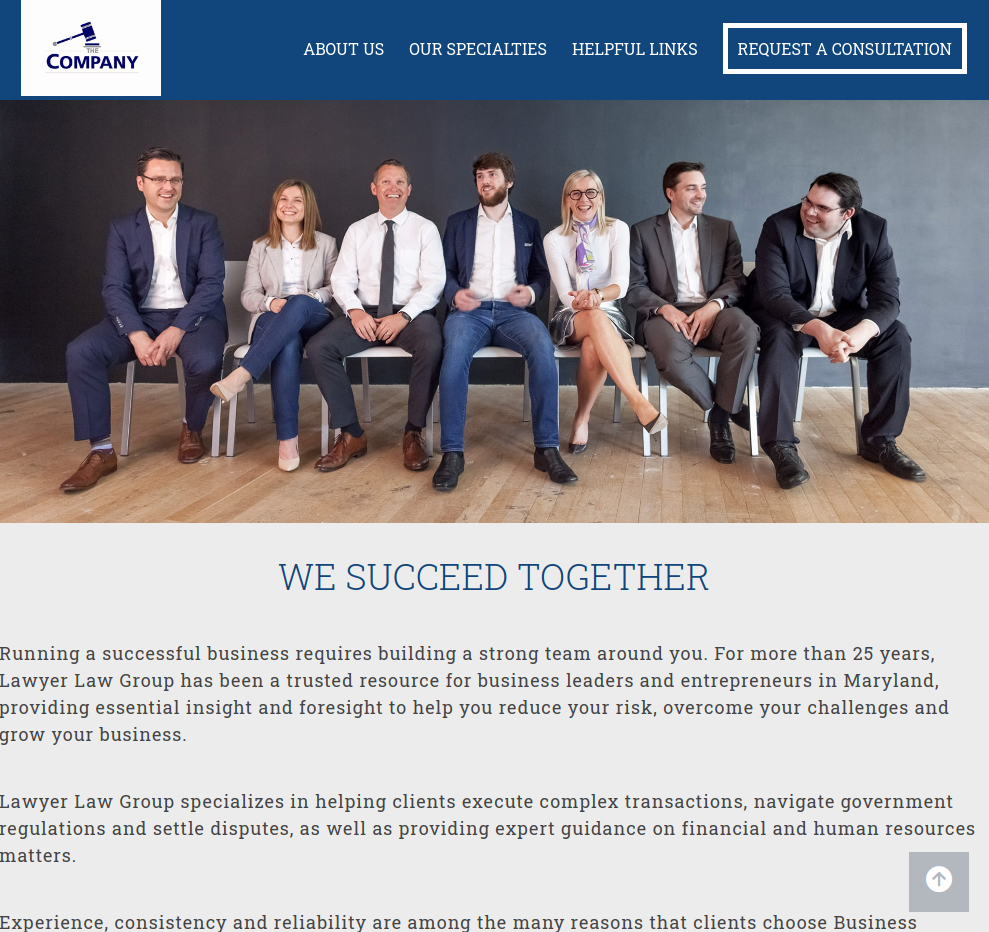 THE
COMPANY
ABOUT US
OUR SPECIALTIES
HELPFUL LINKS
REQUEST A CONSULTATION
WE SUCCEED TOGETHER
Running a successful business requires building a strong team around you. For more than 25 years,
Lawyer Law Group has been a trusted resource for business leaders and entrepreneurs in Maryland,
providing essential insight and foresight to help you reduce your risk, overcome your challenges and
grow your business.
Lawyer Law Group specializes in helping clients execute complex transactions, navigate government
regulations and settle disputes, as well as providing expert guidance on financial and human resources
matters.
Experience, consistency and reliability are among the many reasons that clients choose Business